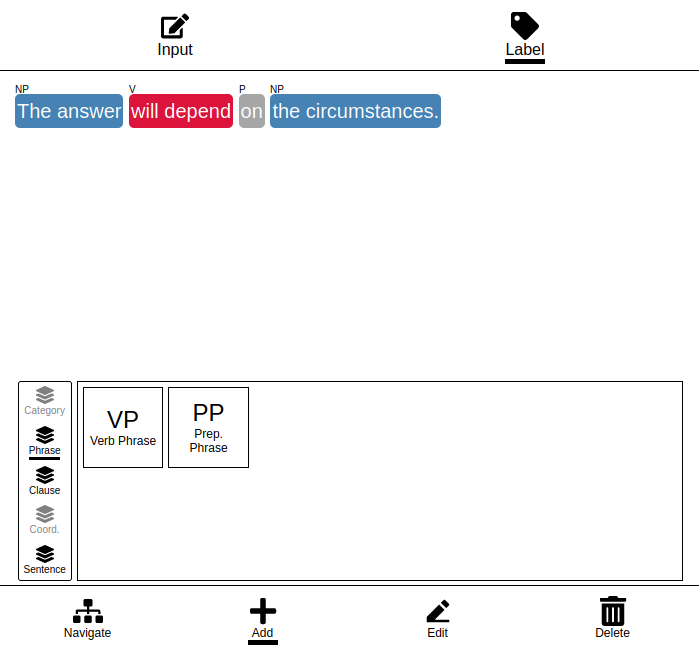 Input
Label
NP V P NP
The answer will depend on the circumstances.
Category
Phrase
Clause
Coord.
Sentence
VP
Verb Phrase
PP
Prep.
Phrase
Navigate
Add
Edit
Delete